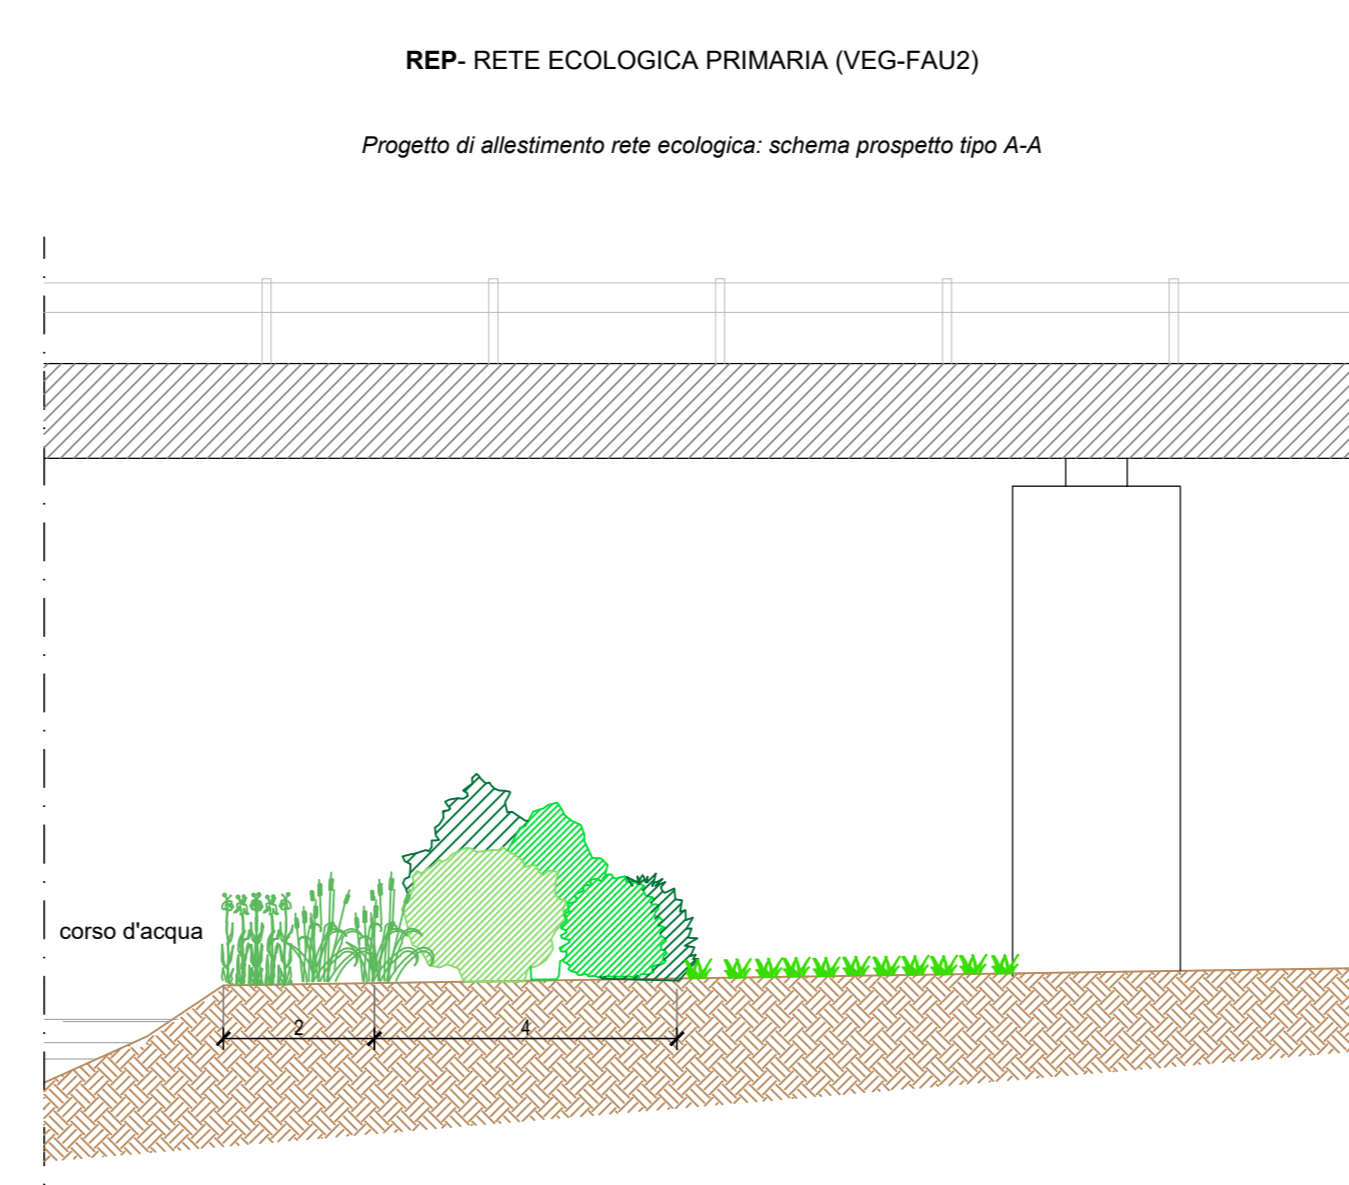 REP- RETE ECOLOGICA PRIMARIA (VEG-FAU2)
Progetto di allestimento rete ecologica: schema prospetto tipo A-A
corso d'acqua
2
4